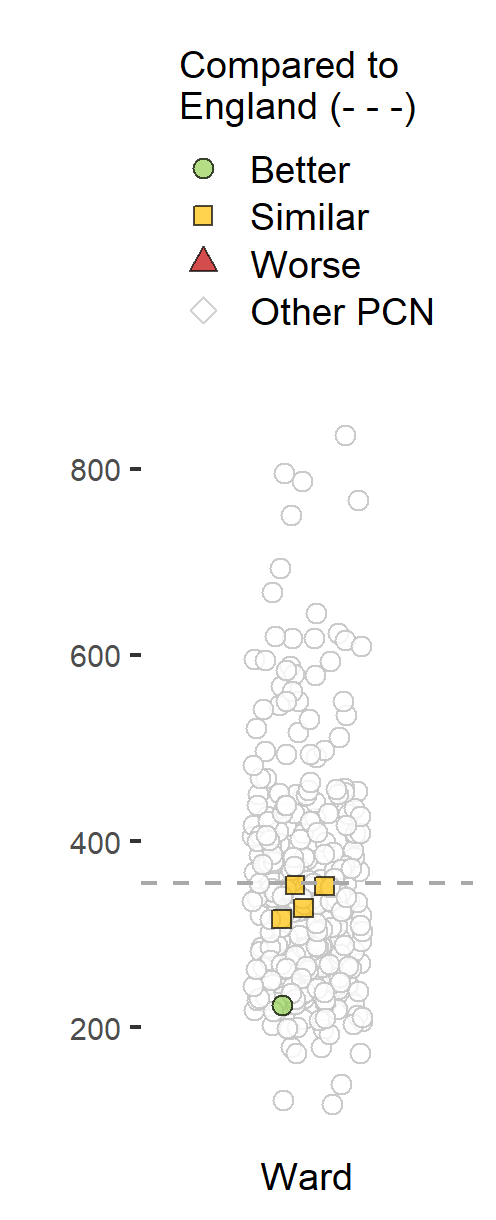 Compared to
England (- - -)
Better
Similar
Worse
Other PCN
800
600
400
200
Ward